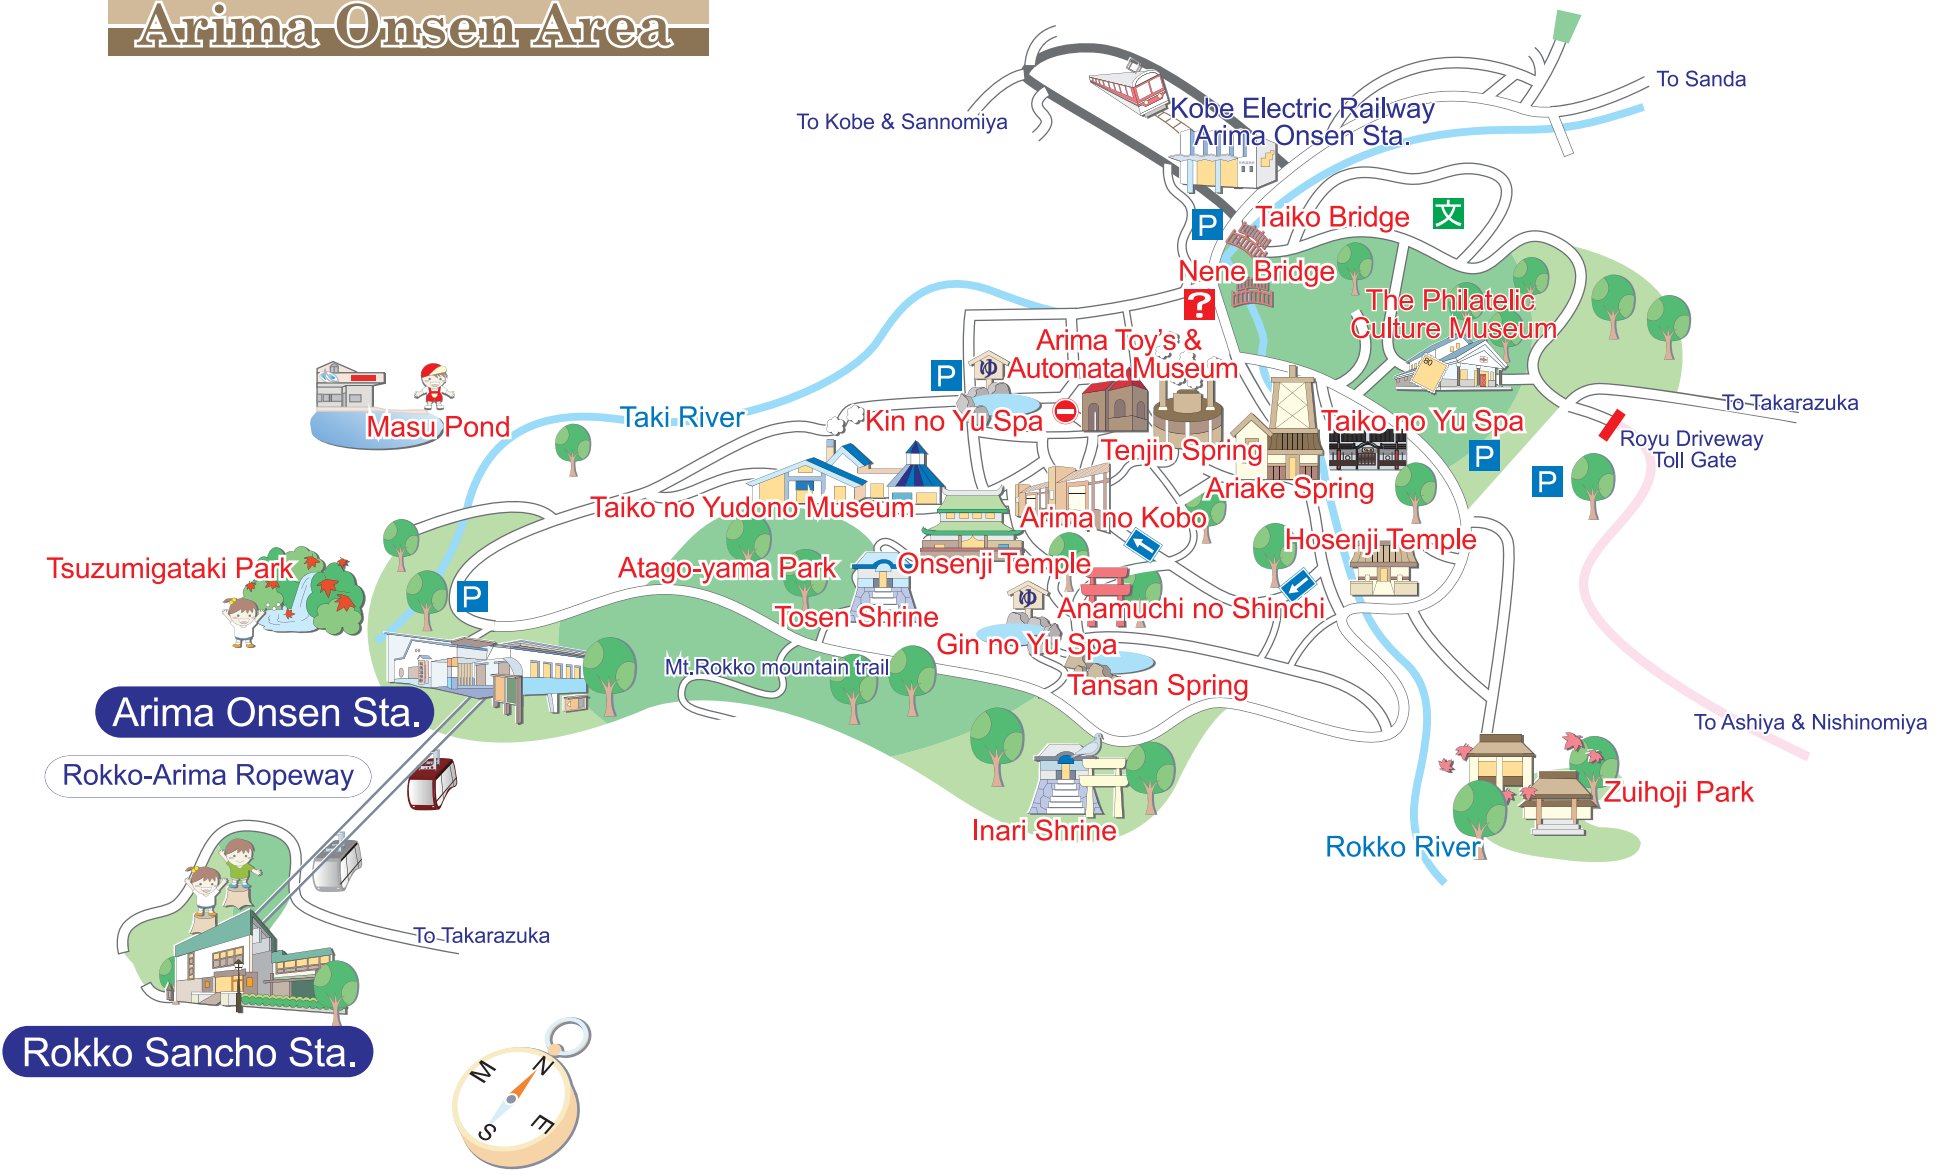 Arima Onsen Area
To Sanda
Kobe Electric Railway
Arima Onsen Sta.
To Kobe & Sannomiya
P
Taiko Bridge
文
Nene Bridge
?
The Philatelic
Culture Museum
Arima Toy's &
Automata Museum
P
ゆ
Masu Pond
Taki River
Kin no Yu Spa
Taiko no Yu Spa
To Takarazuka
Royu Driveway
Toll Gate
Tenjin Spring
P
P
Ariake Spring
Taiko no Yudono Museum
Arima no Kobo
Hosenji Temple
Tsuzumigataki Park
Atago-yama Park
Onsenji Temple
P
ゆ
Tosen Shrine
Anamuchi no Shinchi
Gin no Yu Spa
Mt.Rokko mountain trail
Tansan Spring
Arima Onsen Sta.
To Ashiya & Nishinomiya
Rokko-Arima Ropeway
Zuihoji Park
Inari Shrine
Rokko River
To Takarazuka
Rokko Sancho Sta.
N
M
E
S